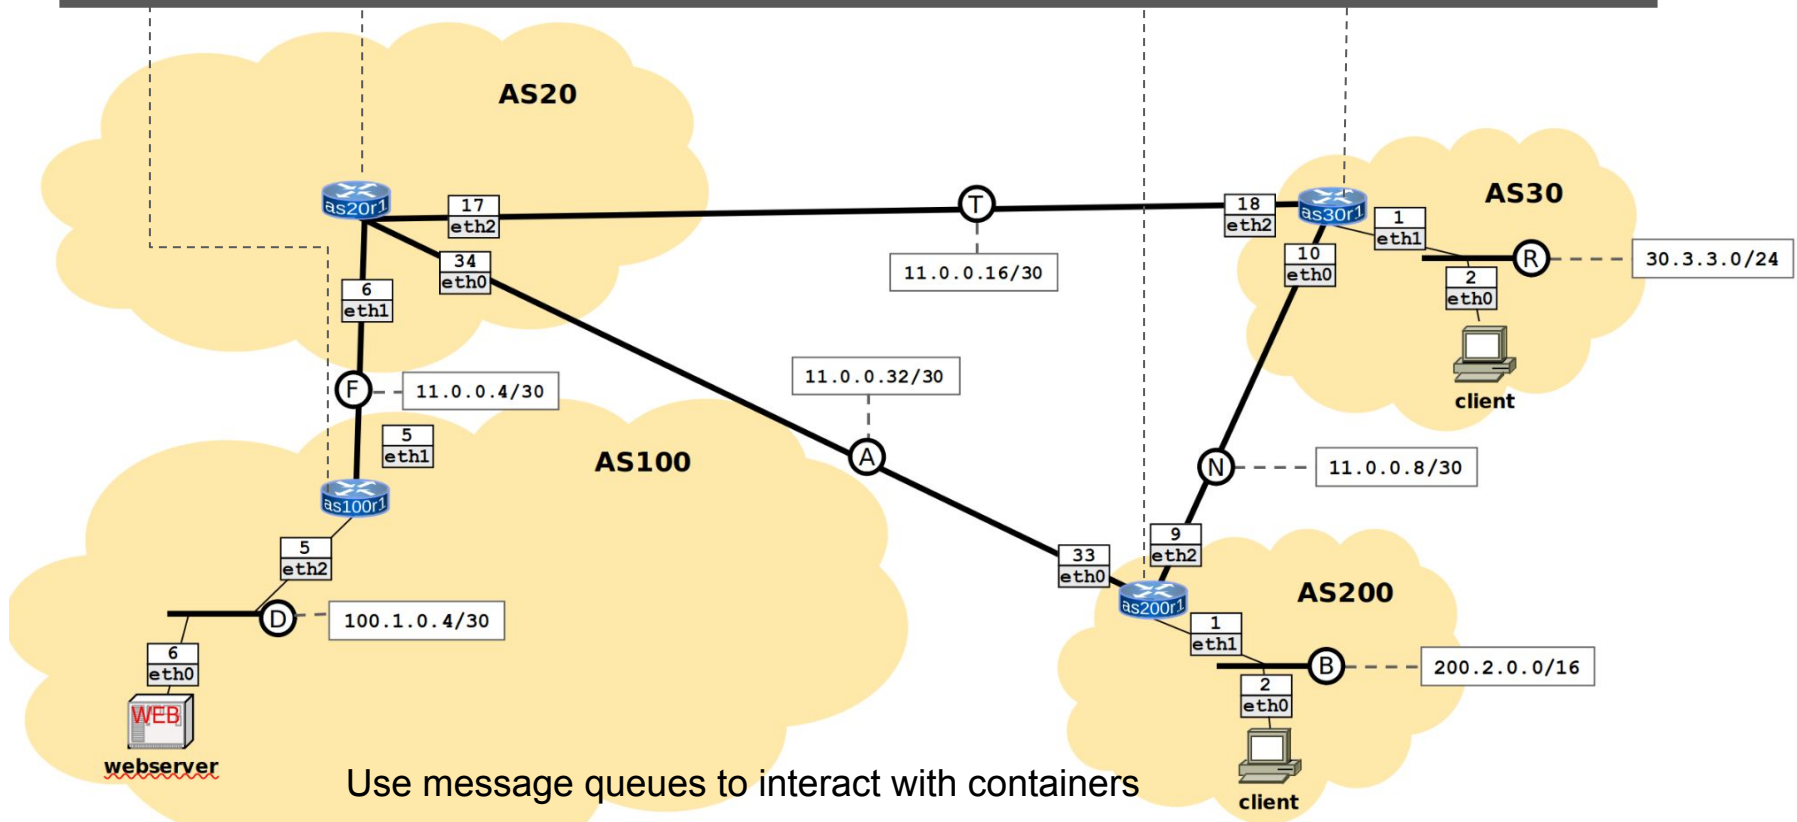 AS20
as20r1
17
eth2
34
eth0
6
eth1
T
11.0.0.16/30
18
eth2
as30r1
AS30
1
eth1
10
eth0
R
30.3.3.0/24
2
eth0
client
F
11.0.0.4/30
11.0.0.32/30
A
5
eth1
AS100
as100r1
N
11.0.0.8/30
5
eth2
D
100.1.0.4/30
6
eth0
WEB
webserver
33
eth0
9
eth2
as200r1
AS200
1
eth1
B
200.2.0.0/16
2
eth0
client
Use message queues to interact with containers